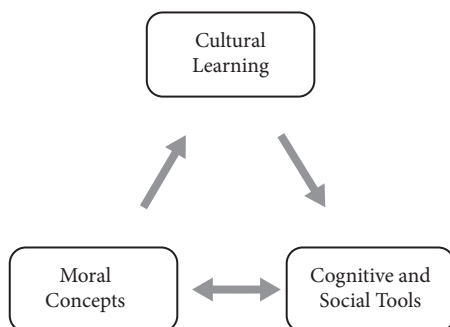 Cultural
Learning
Moral
Concepts
Cognitive and
Social Tools